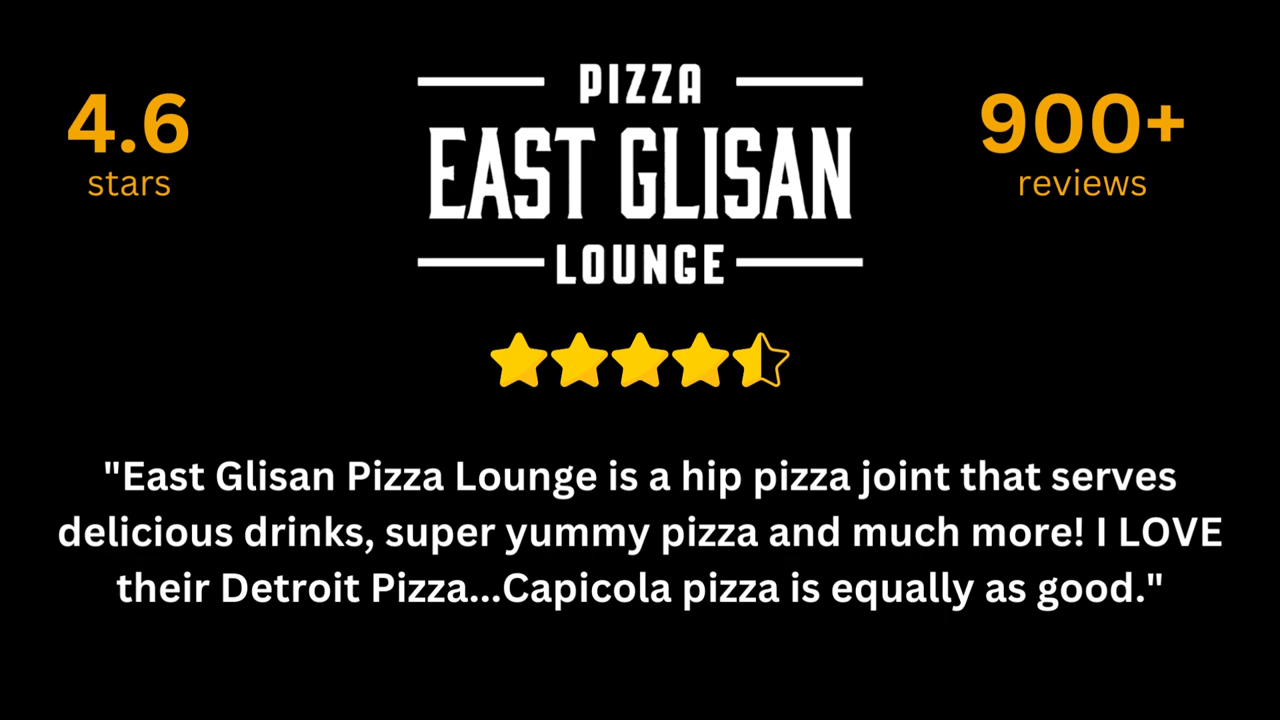 4.6
stars
PIZZA
EAST GLISAN
LOUNGE
900+
reviews
"East Glisan Pizza Lounge is a hip pizza joint that serves
delicious drinks, super yummy pizza and much more! I LOVE
their Detroit Pizza...Capicola pizza is equally as good."